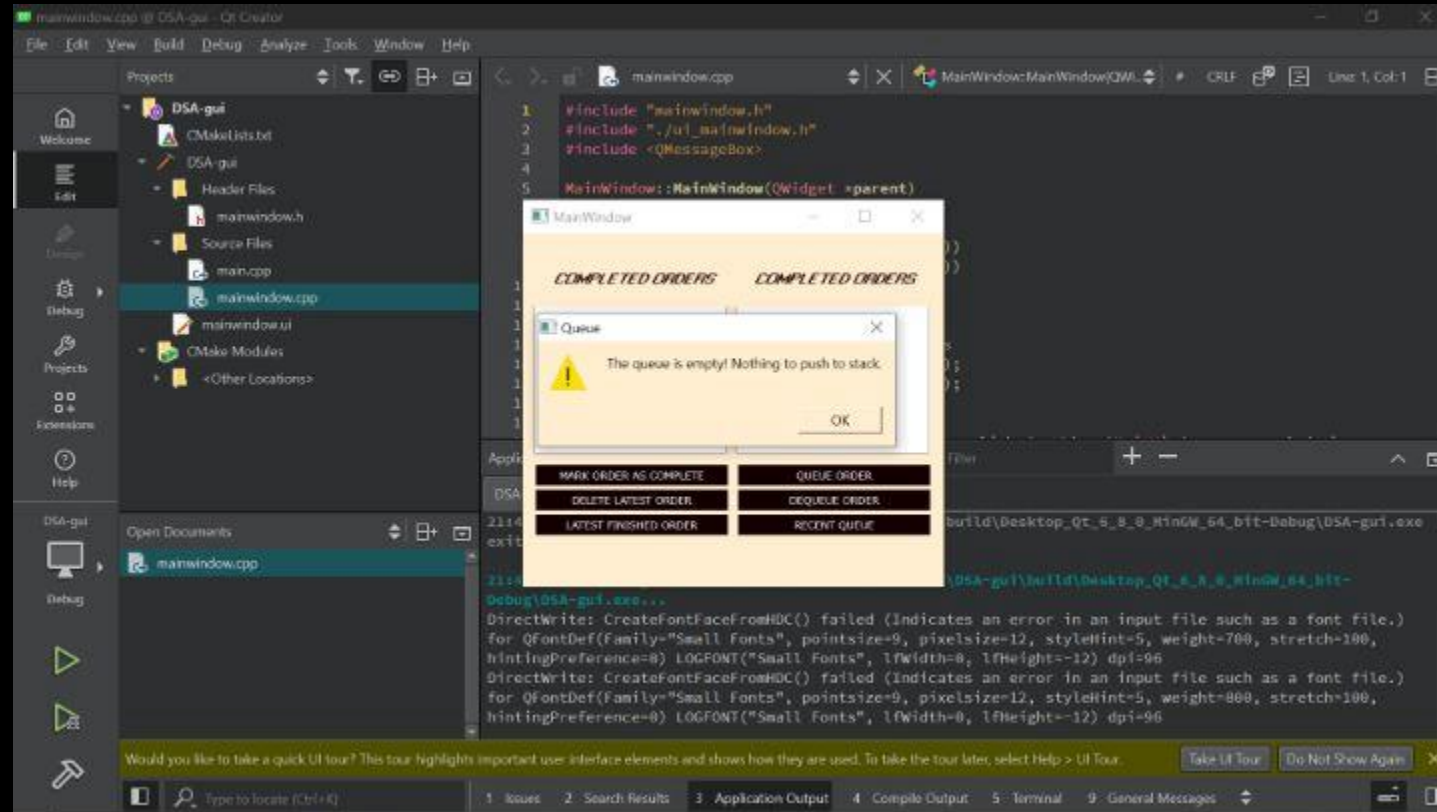 mainwindow.cpp @ DSA-gui - Qt Creator
File Edit View Build Debug Analyze Tools Window Help
Projects
mainwindow.cpp
MainWindow::MainWindow(QWi...
# CRLF
Line: 1, Col: 1
Welcome
Edit
Design
Debug
Projects
Extensions
Help
DSA-gui
Debug
DSA-gui
CMakeLists.txt
DSA-gui
Header Files
mainwindow.h
Source Files
main.cpp
mainwindow.cpp
mainwindow.ui
CMake Modules
<Other Locations>
Open Documents
mainwindow.cpp
1 #include "mainwindow.h"
2 #include "./ui_mainwindow.h"
3 #include <QMessageBox>
4
5 MainWindow::MainWindow(QWidget *parent)
MainWindow
COMPLETED ORDERS COMPLETED ORDERS
Queue
The queue is empty! Nothing to push to stack.
OK
MARK ORDER AS COMPLETE QUEUE ORDER
DELETE LATEST ORDER DEQUEUE ORDER
LATEST FINISHED ORDER RECENT QUEUE
Filter
build\Desktop_Qt_6_8_0_MinGW_64_bit-Debug\DSA-gui.exe
exit
\DSA-gui\build\Desktop_Qt_6_8_0_MinGW_64_bit-
Debug\DSA-gui.exe...
DirectWrite: CreateFontFaceFromHDC() failed (Indicates an error in an input file such as a font file.)
for QFontDef(Family="Small Fonts", pointsize=9, pixelsize=12, styleHint=5, weight=700, stretch=100,
hintingPreference=0) LOGFONT("Small Fonts", lfWidth=0, lfHeight=-12) dpi=96
DirectWrite: CreateFontFaceFromHDC() failed (Indicates an error in an input file such as a font file.)
for QFontDef(Family="Small Fonts", pointsize=9, pixelsize=12, styleHint=5, weight=800, stretch=100,
hintingPreference=0) LOGFONT("Small Fonts", lfWidth=0, lfHeight=-12) dpi=96
Would you like to take a quick UI tour? This tour highlights important user interface elements and shows how they are used. To take the tour later, select Help > UI Tour.
Take UI Tour
Do Not Show Again
Type to locate (Ctrl+K)
1 Issues 2 Search Results 3 Application Output 4 Compile Output 5 Terminal 9 General Messages